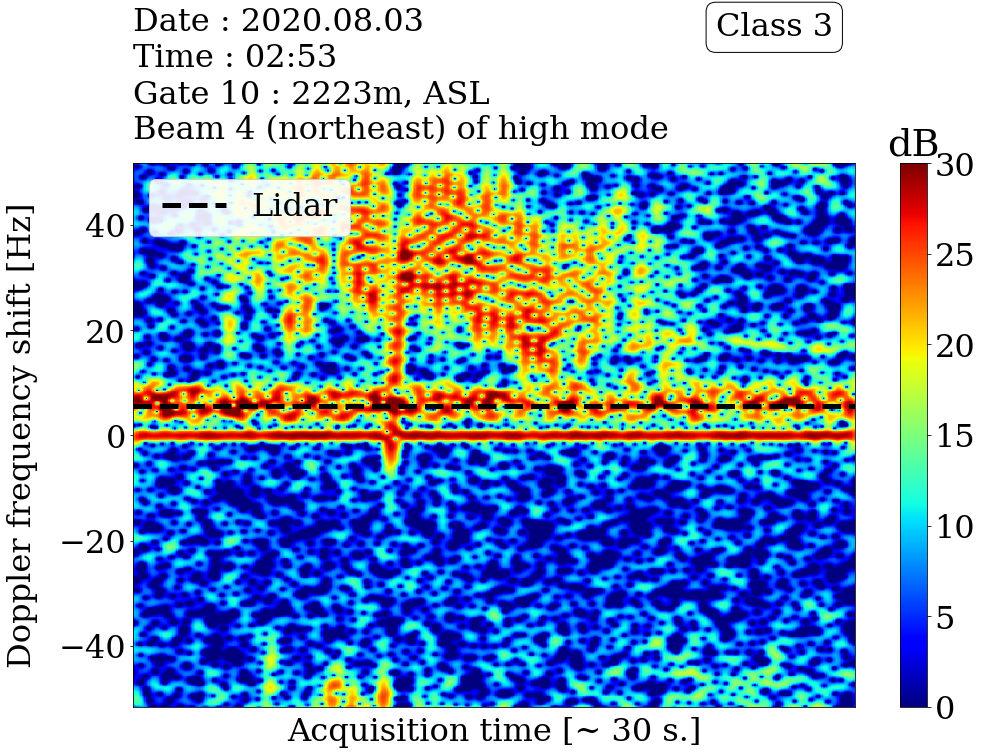 Date : 2020.08.03
Time : 02:53
Gate 10 : 2223m, ASL
Beam 4 (northeast) of high mode
Class 3
dB
Lidar
Doppler frequency shift [Hz]
40
20
0
−20
−40
30
25
20
15
10
5
0
Acquisition time [~ 30 s.]